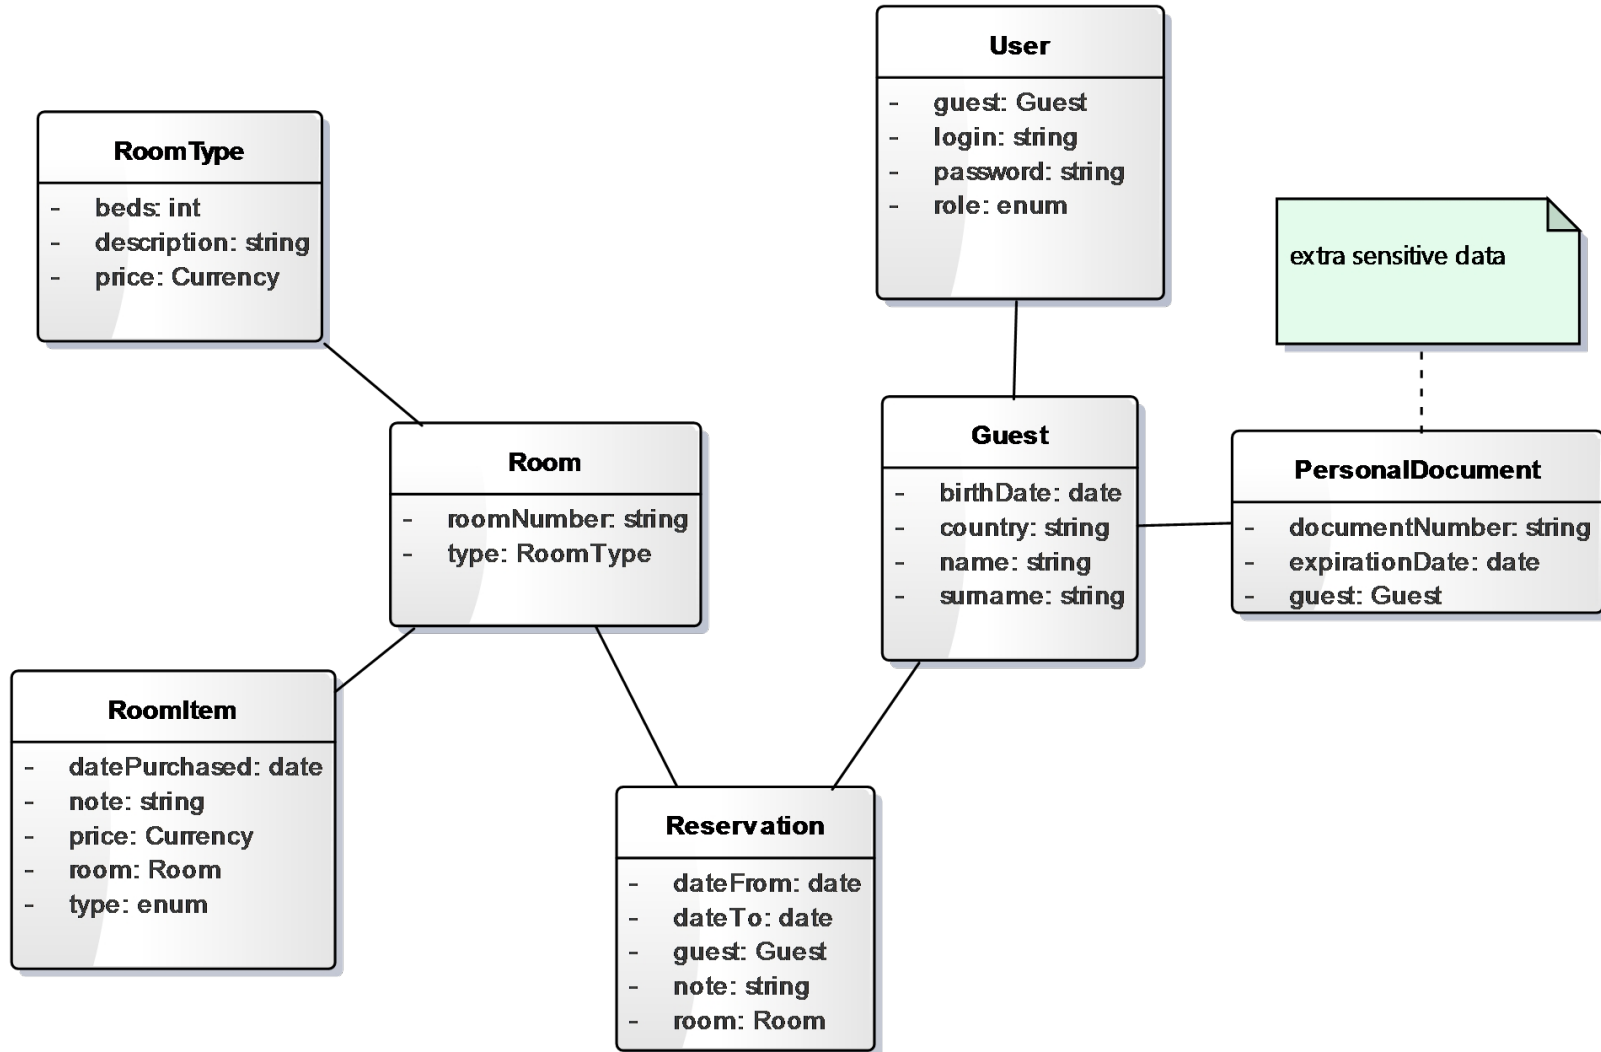 User
- guest: Guest
- login: string
- password: string
- role: enum
RoomType
- beds: int
- description: string
- price: Currency
extra sensitive data
Guest
- birthDate: date
- country: string
- name: string
- surname: string
Room
- roomNumber: string
- type: RoomType
PersonalDocument
- documentNumber: string
- expirationDate: date
- guest: Guest
RoomItem
- datePurchased: date
- note: string
- price: Currency
- room: Room
- type: enum
Reservation
- dateFrom: date
- dateTo: date
- guest: Guest
- note: string
- room: Room